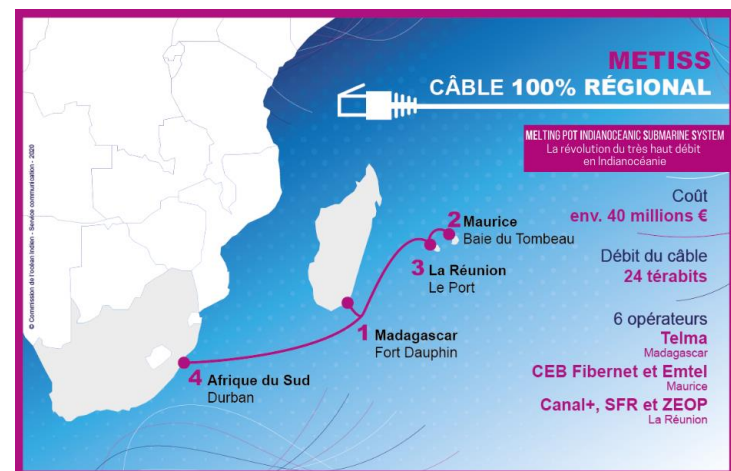 METISS
CÂBLE 100% RÉGIONAL
MELTING POT INDIANOCEANIC SUBMARINE SYSTEM
La révolution du très haut débit
en Indianocéanie
Coût
env. 40 millions €
Débit du câble
24 térabits
6 opérateurs
Telma
Madagascar
CEB Fibernet et Emtel
Maurice
Canal+, SFR et ZEOP
La Réunion
2 Maurice
Baie du Tombeau
3 La Réunion
Le Port
1 Madagascar
Fort Dauphin
4 Afrique du Sud
Durban
© Commission de l'océan Indien - Service communication - 2020